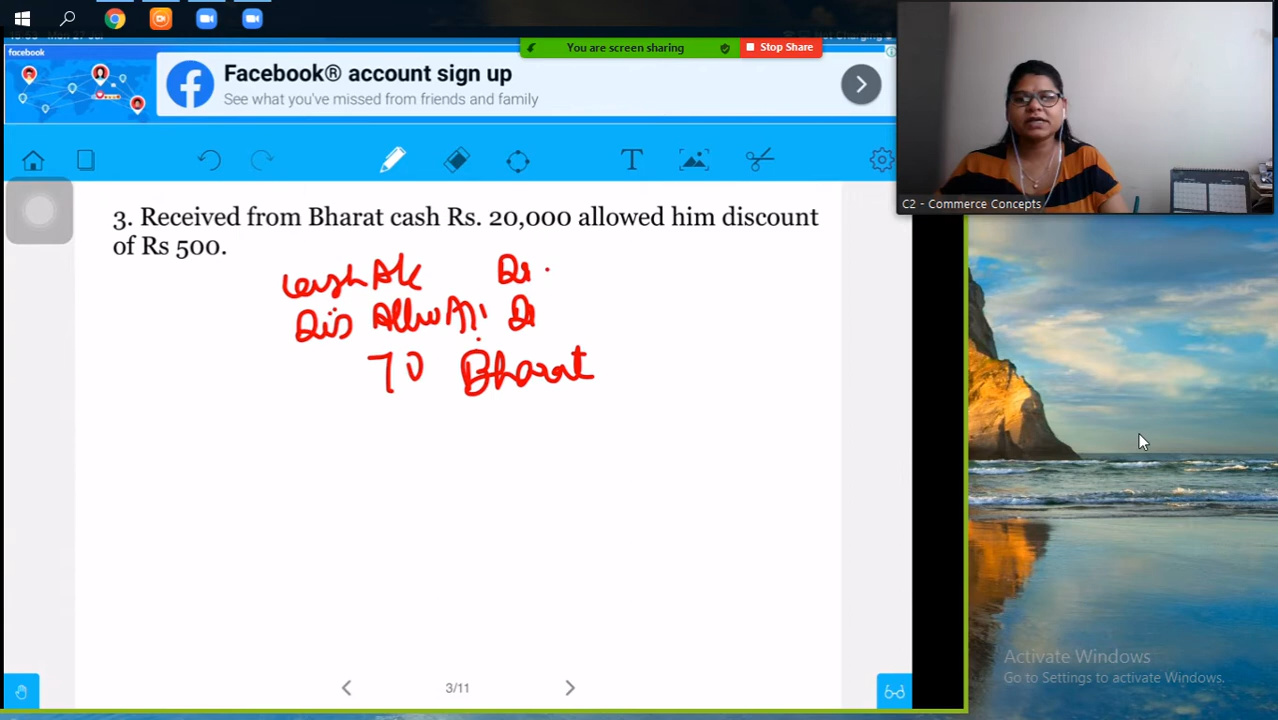 You are screen sharing
Stop Share
facebook
Facebook® account sign up
See what you've missed from friends and family
C2 - Commerce Concepts
3. Received from Bharat cash Rs. 20,000 allowed him discount
of Rs 500.
cash A/c Dr.
Dis Allw A/c Dr
To Bharat
3/11
Activate Windows
Go to Settings to activate Windows.